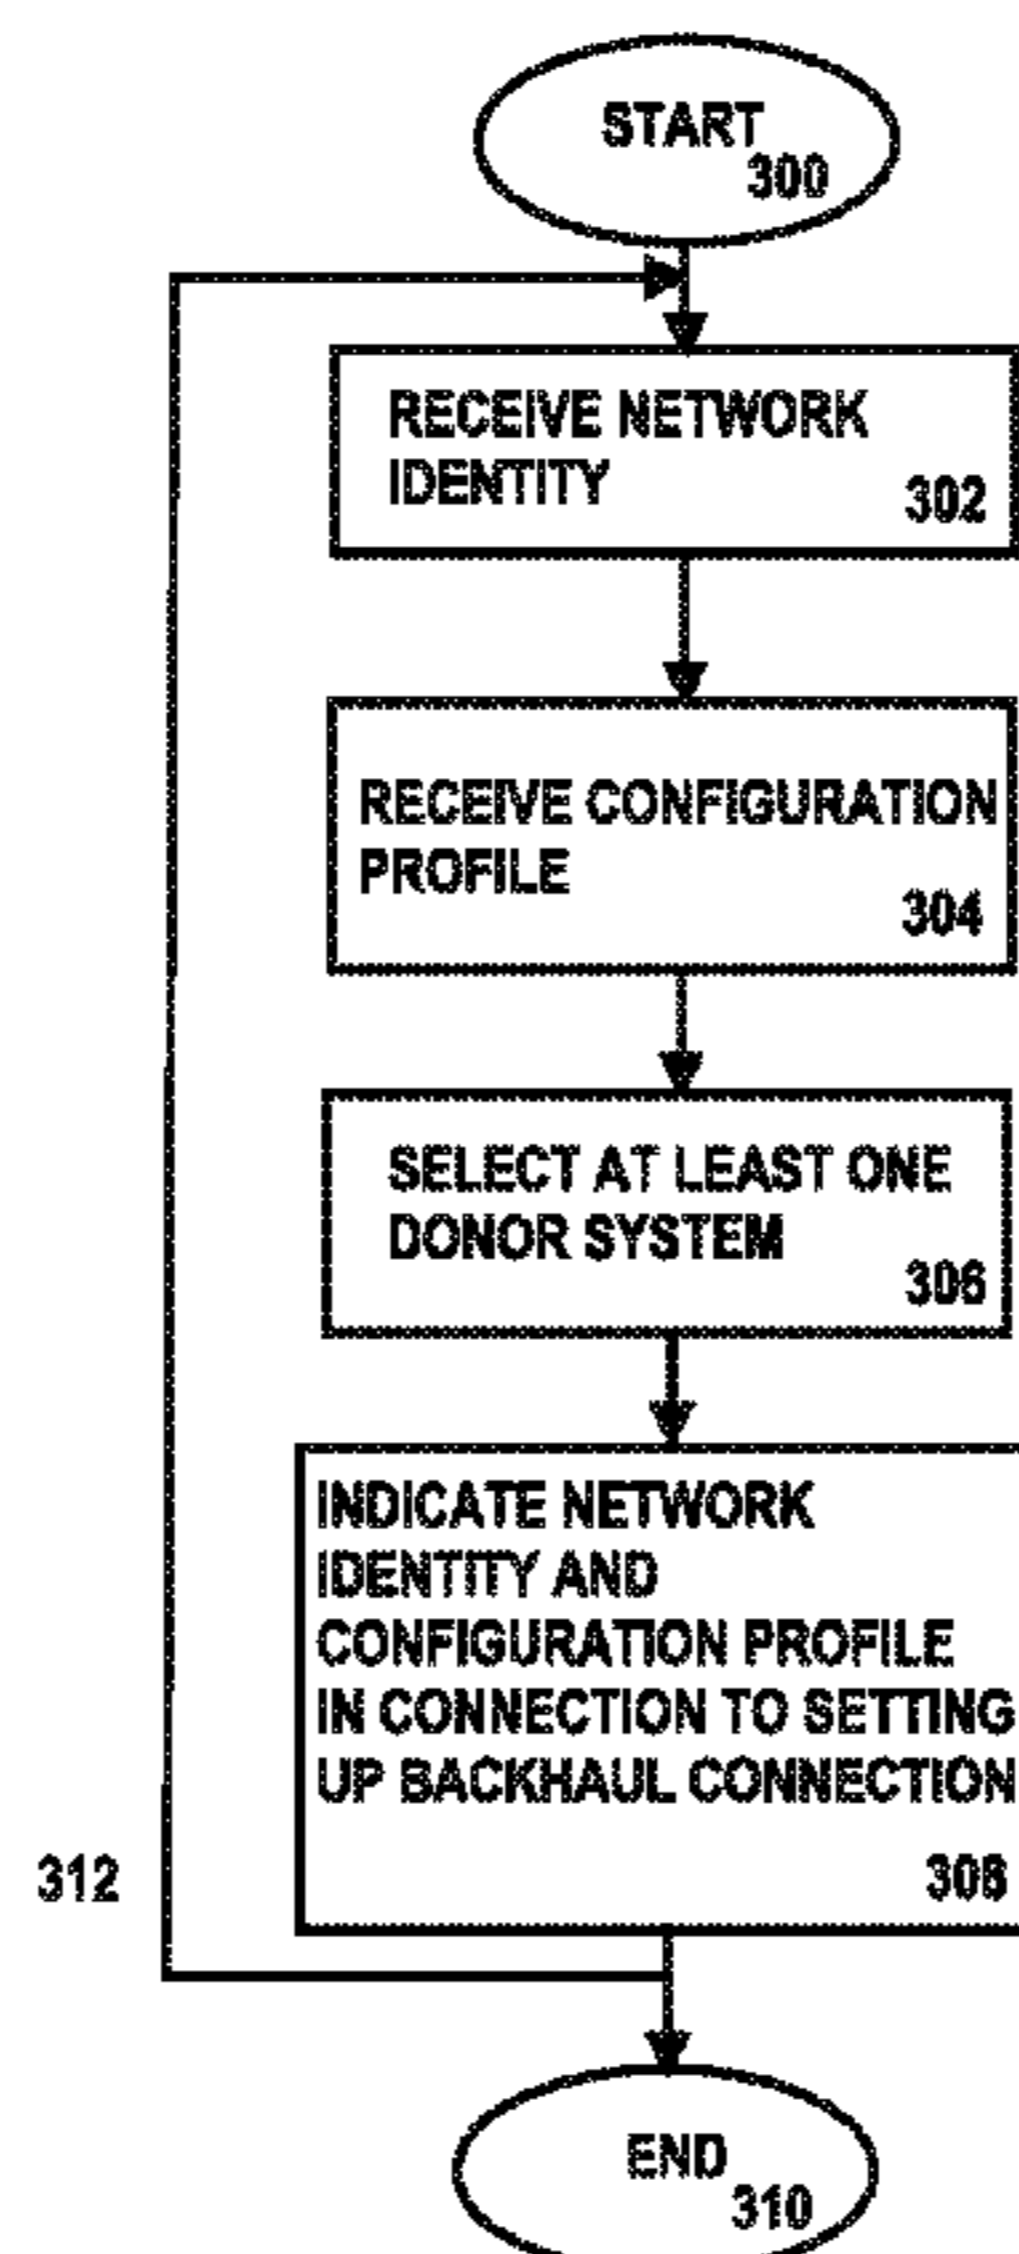 START
300
RECEIVE NETWORK
IDENTITY
302
RECEIVE CONFIGURATION
PROFILE
304
SELECT AT LEAST ONE
DONOR SYSTEM
306
INDICATE NETWORK
IDENTITY AND
CONFIGURATION PROFILE
IN CONNECTION TO SETTING
UP BACKHAUL CONNECTION
308
312
END
310